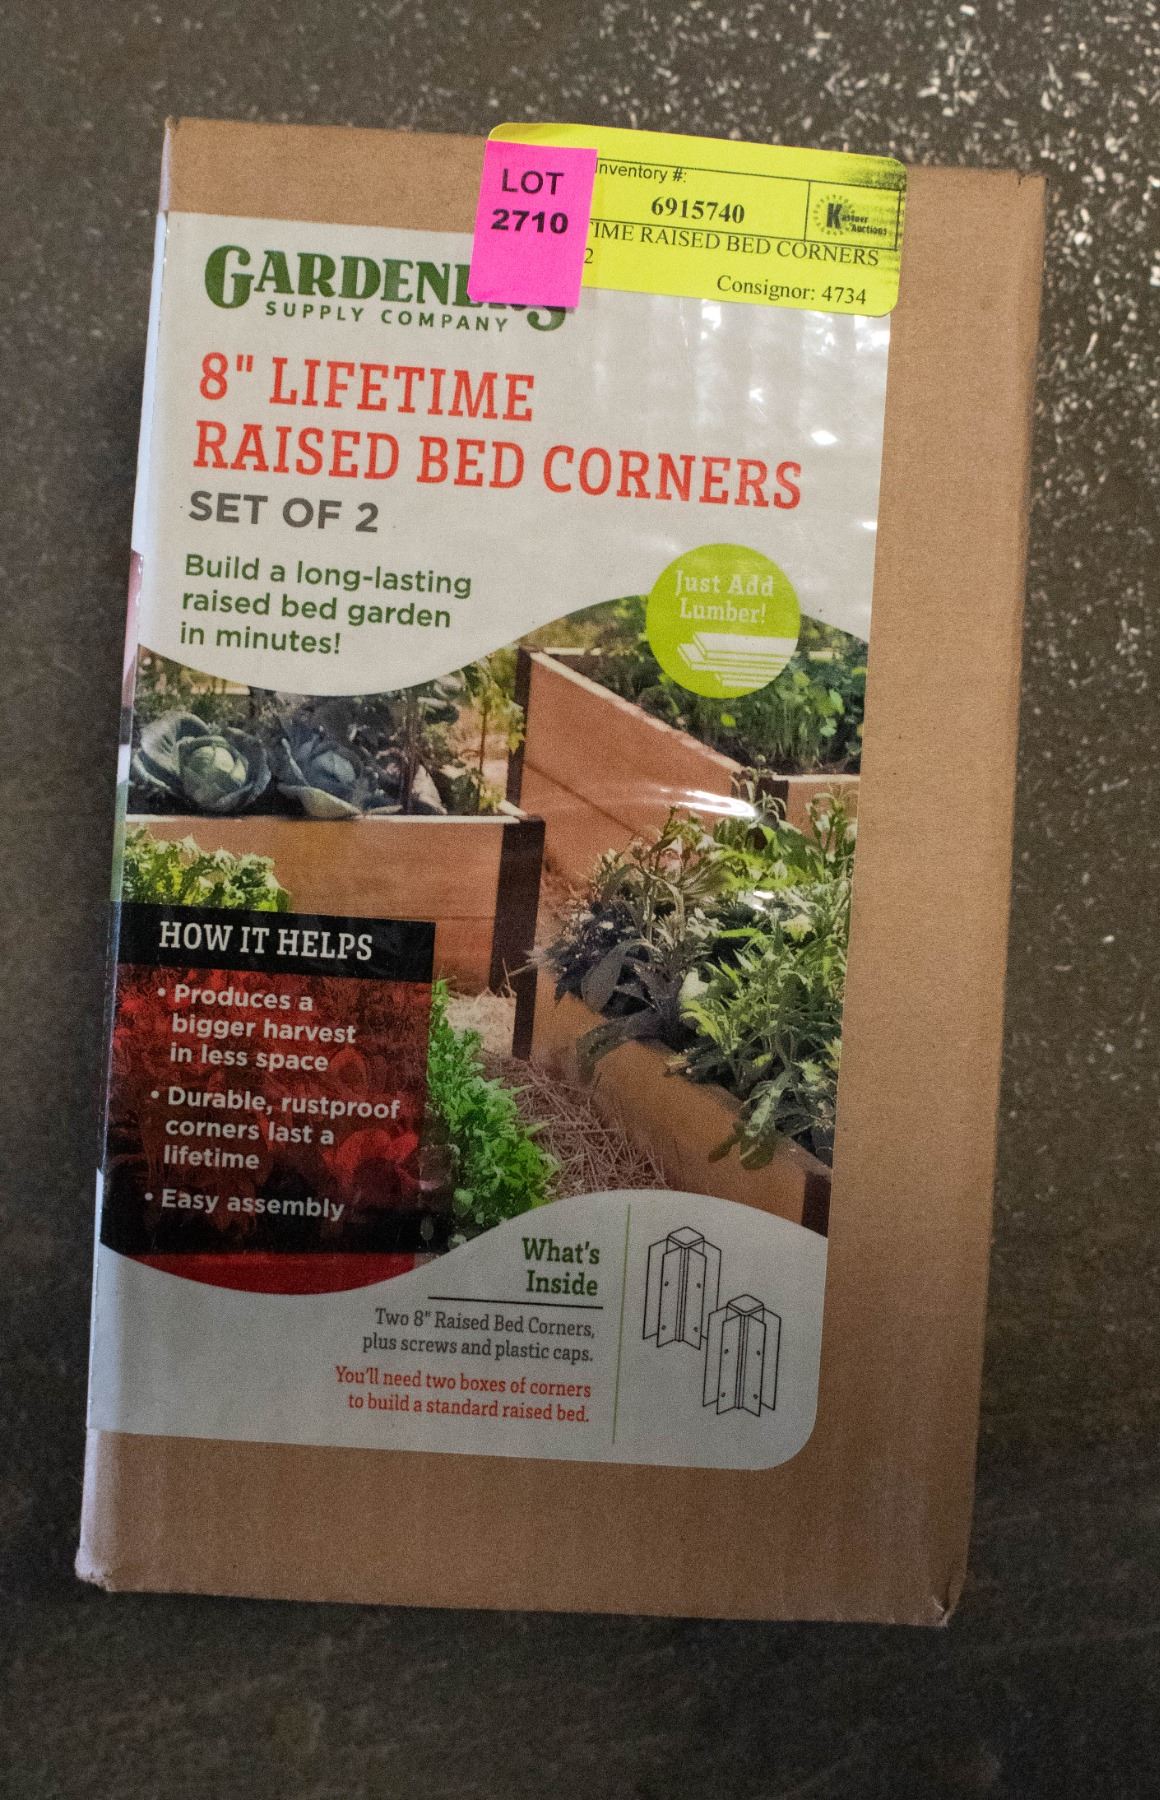 LOT
2710
Inventory #:
6915740
Kastner
Auctions
TIME RAISED BED CORNERS
2
Consignor: 4734
GARDENER'S
SUPPLY COMPANY
8" LIFETIME
RAISED BED CORNERS
SET OF 2
Build a long-lasting
raised bed garden
in minutes!
Just Add
Lumber!
HOW IT HELPS
• Produces a
bigger harvest
in less space
• Durable, rustproof
corners last a
lifetime
• Easy assembly
What's
Inside
Two 8" Raised Bed Corners,
plus screws and plastic caps.
You'll need two boxes of corners
to build a standard raised bed.